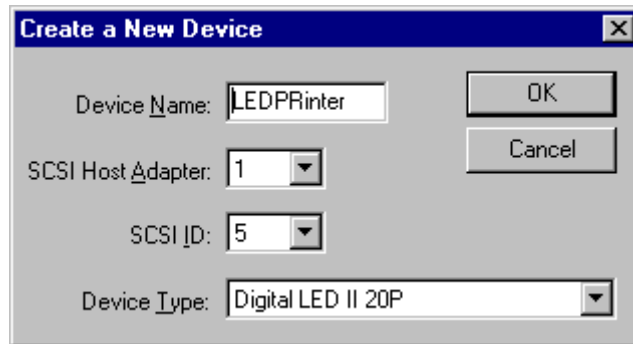 Create a New Device
Device Name: LEDPRinter
OK
SCSI Host Adapter: 1
Cancel
SCSI ID: 5
Device Type: Digital LED II 20P